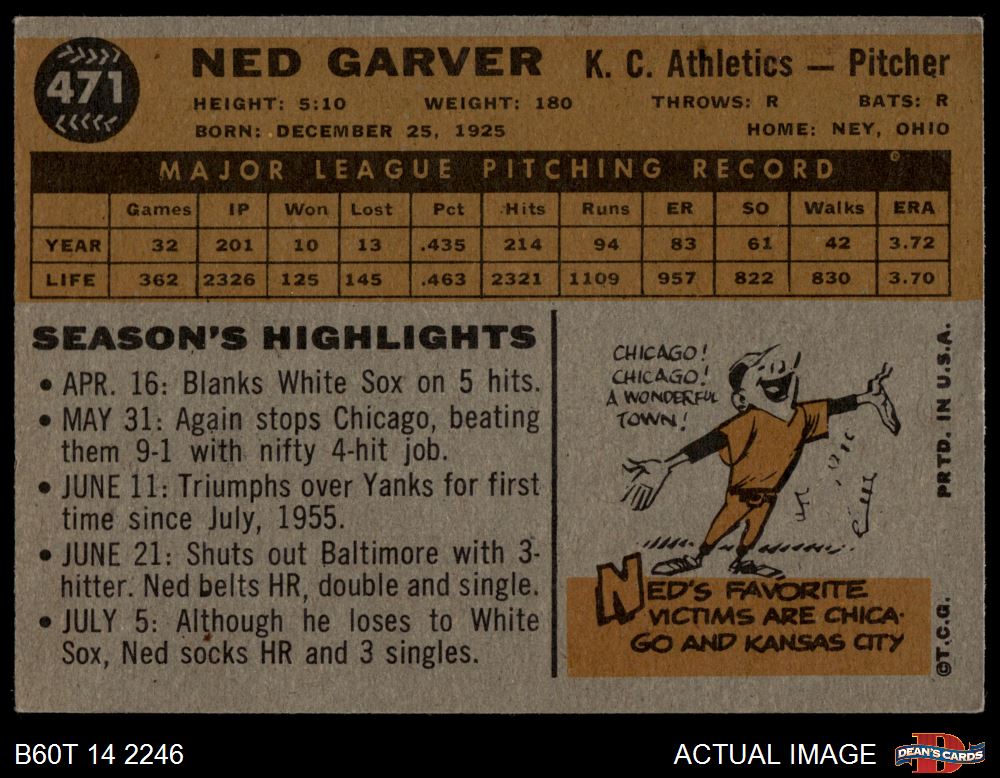 471
NED GARVER K. C. Athletics — Pitcher
HEIGHT: 5:10 WEIGHT: 180 THROWS: R BATS: R
BORN: DECEMBER 25, 1925 HOME: NEY, OHIO
MAJOR LEAGUE PITCHING RECORD
Games IP Won Lost Pct Hits Runs ER SO Walks ERA
YEAR 32 201 10 13 .435 214 94 83 61 42 3.72
LIFE 362 2326 125 145 .463 2321 1109 957 822 830 3.70
SEASON'S HIGHLIGHTS
• APR. 16: Blanks White Sox on 5 hits.
• MAY 31: Again stops Chicago, beating
them 9-1 with nifty 4-hit job.
• JUNE 11: Triumphs over Yanks for first
time since July, 1955.
• JUNE 21: Shuts out Baltimore with 3-
hitter. Ned belts HR, double and single.
• JULY 5: Although he loses to White
Sox, Ned socks HR and 3 singles.
CHICAGO!
CHICAGO!
A WONDERFUL
TOWN!
NED'S FAVORITE
VICTIMS ARE CHICA-
GO AND KANSAS CITY
©T.C.G. PRTD. IN U.S.A.
B60T 14 2246 ACTUAL IMAGE
D
DEAN'S CARDS